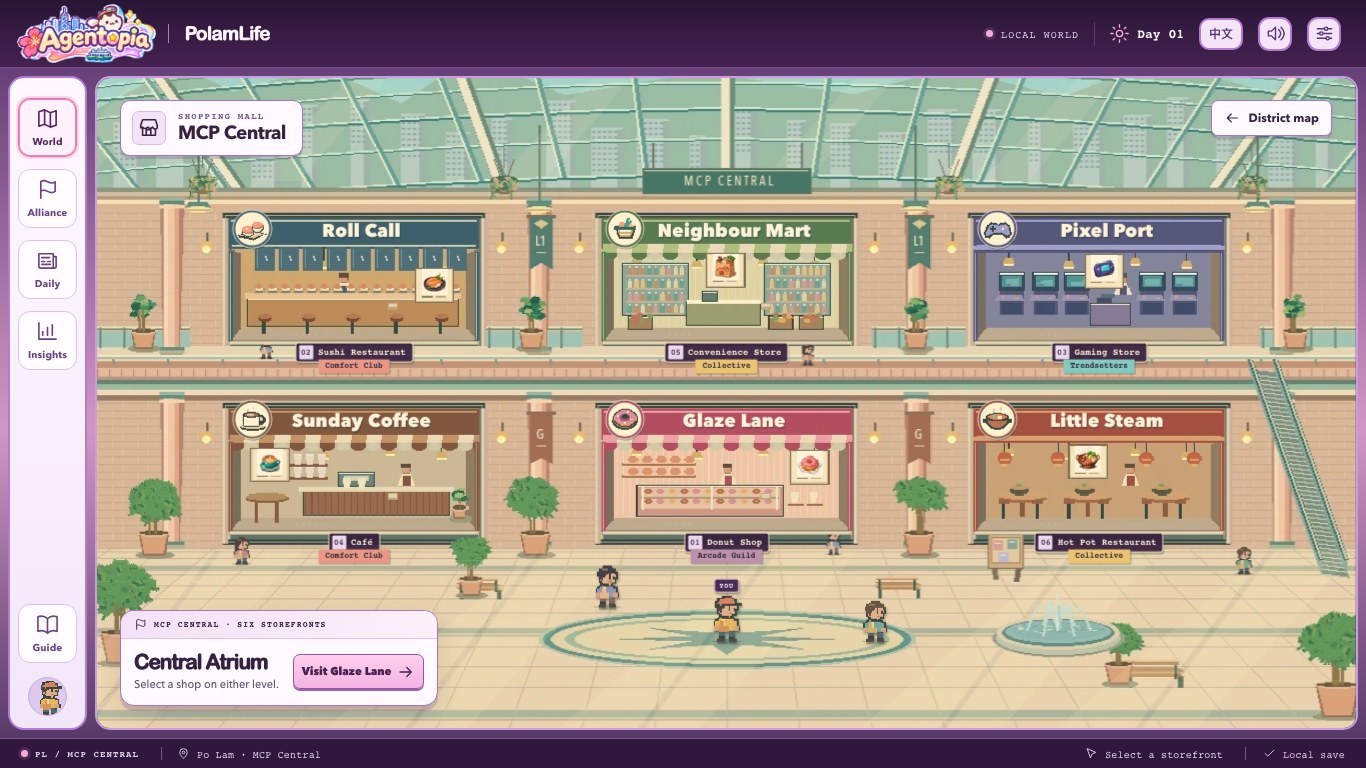 Agentopia
PolamLife
LOCAL WORLD
Day 01
中文
World
Alliance
Daily
Insights
Guide
SHOPPING MALL
MCP Central
District map
MCP CENTRAL
Roll Call
Neighbour Mart
Pixel Port
L1
L1
02 Sushi Restaurant
Comfort Club
05 Convenience Store
Collective
03 Gaming Store
Trendsetters
Sunday Coffee
Glaze Lane
Little Steam
G
G
04 Café
Comfort Club
01 Donut Shop
Arcade Guild
06 Hot Pot Restaurant
Collective
YOU
MCP CENTRAL · SIX STOREFRONTS
Central Atrium
Select a shop on either level.
Visit Glaze Lane
PL / MCP CENTRAL
Po Lam · MCP Central
Select a storefront
Local save